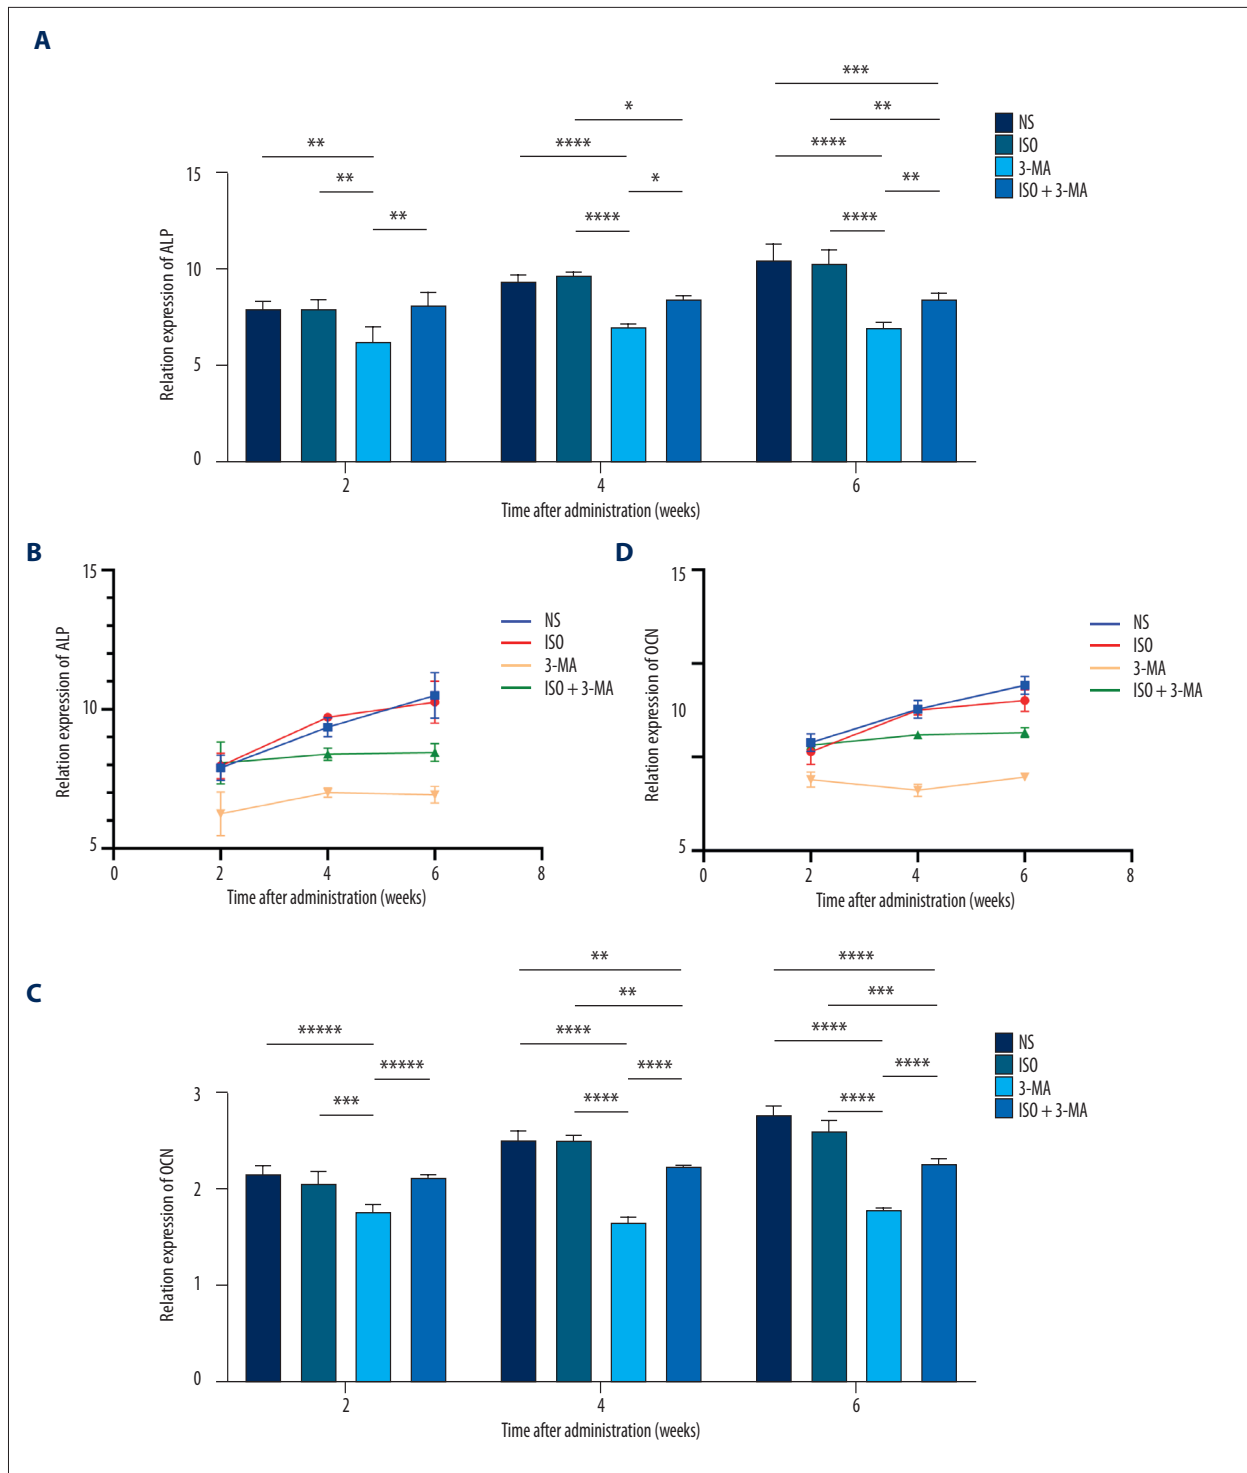 A
***
*
**
NS
ISO
3-MA
ISO + 3-MA
**
****
****
**
*
**
**
****
****
15
10
5
0
Relation expression of ALP
2
4
6
Time after administration (weeks)
B
15
10
5
0
2
4
6
8
Relation expression of ALP
Time after administration (weeks)
NS
ISO
3-MA
ISO + 3-MA
D
15
10
5
0
2
4
6
8
Relation expression of OCN
Time after administration (weeks)
NS
ISO
3-MA
ISO + 3-MA
C
**
****
**
***
*****
****
****
*****
****
****
***
****
****
NS
ISO
3-MA
ISO + 3-MA
3
2
1
0
Relation expression of OCN
2
4
6
Time after administration (weeks)